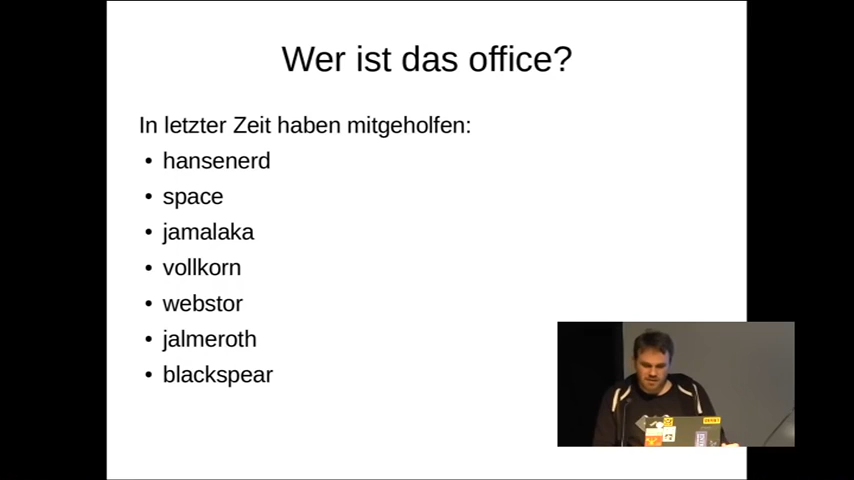 Wer ist das office?
In letzter Zeit haben mitgeholfen:
• hansenerd
• space
• jamalaka
• vollkorn
• webstor
• jalmeroth
• blackspear